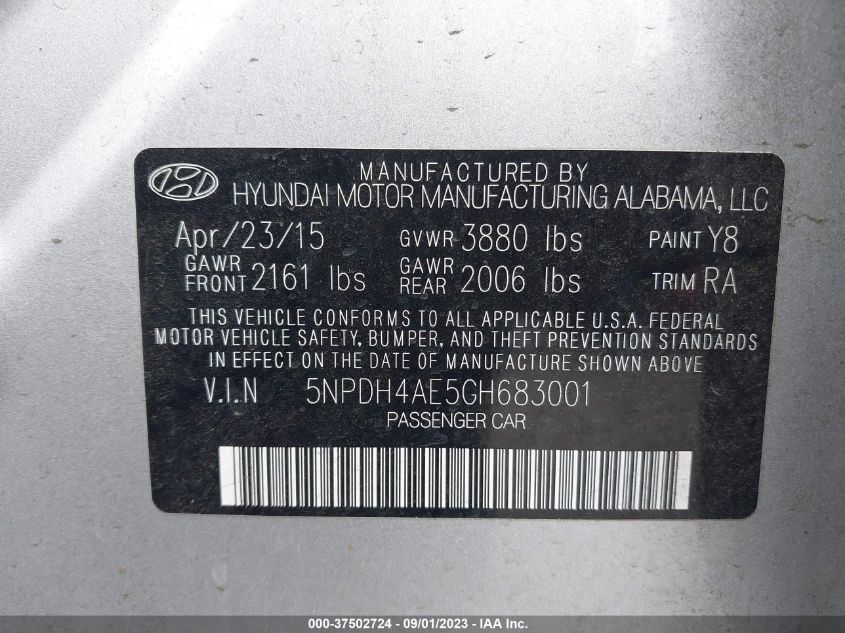 MANUFACTURED BY
HYUNDAI MOTOR MANUFACTURING ALABAMA, LLC
Apr/23/15 GVWR 3880 lbs PAINT Y8
GAWR FRONT 2161 lbs GAWR REAR 2006 lbs TRIM RA
THIS VEHICLE CONFORMS TO ALL APPLICABLE U.S.A. FEDERAL
MOTOR VEHICLE SAFETY, BUMPER, AND THEFT PREVENTION STANDARDS
IN EFFECT ON THE DATE OF MANUFACTURE SHOWN ABOVE
V.I.N 5NPDH4AE5GH683001
PASSENGER CAR
000-37502724 - 09/01/2023 - IAA Inc.